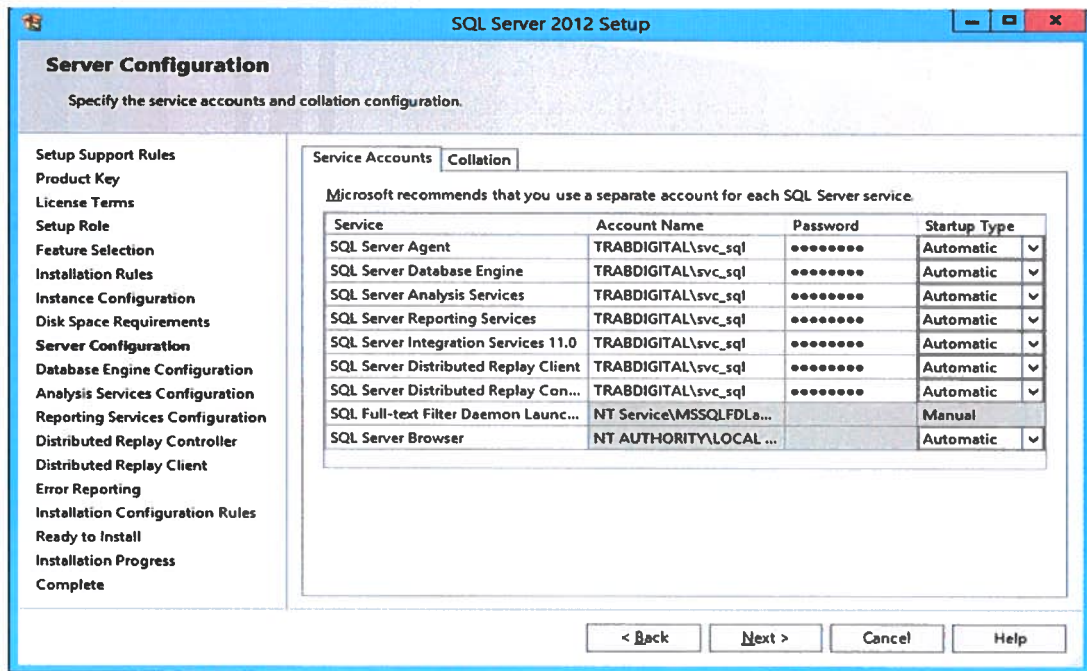 SQL Server 2012 Setup
Server Configuration
Specify the service accounts and collation configuration.
Setup Support Rules
Product Key
License Terms
Setup Role
Feature Selection
Installation Rules
Instance Configuration
Disk Space Requirements
Server Configuration
Database Engine Configuration
Analysis Services Configuration
Reporting Services Configuration
Distributed Replay Controller
Distributed Replay Client
Error Reporting
Installation Configuration Rules
Ready to Install
Installation Progress
Complete
Service Accounts Collation
Microsoft recommends that you use a separate account for each SQL Server service.
Service Account Name Password Startup Type
SQL Server Agent TRABDIGITAL\svc_sql ●●●●●●●● Automatic
SQL Server Database Engine TRABDIGITAL\svc_sql ●●●●●●●● Automatic
SQL Server Analysis Services TRABDIGITAL\svc_sql ●●●●●●●● Automatic
SQL Server Reporting Services TRABDIGITAL\svc_sql ●●●●●●●● Automatic
SQL Server Integration Services 11.0 TRABDIGITAL\svc_sql ●●●●●●●● Automatic
SQL Server Distributed Replay Client TRABDIGITAL\svc_sql ●●●●●●●● Automatic
SQL Server Distributed Replay Con... TRABDIGITAL\svc_sql ●●●●●●●● Automatic
SQL Full-text Filter Daemon Launc... NT Service\MSSQLFDLa... Manual
SQL Server Browser NT AUTHORITY\LOCAL ... Automatic
< Back Next > Cancel Help